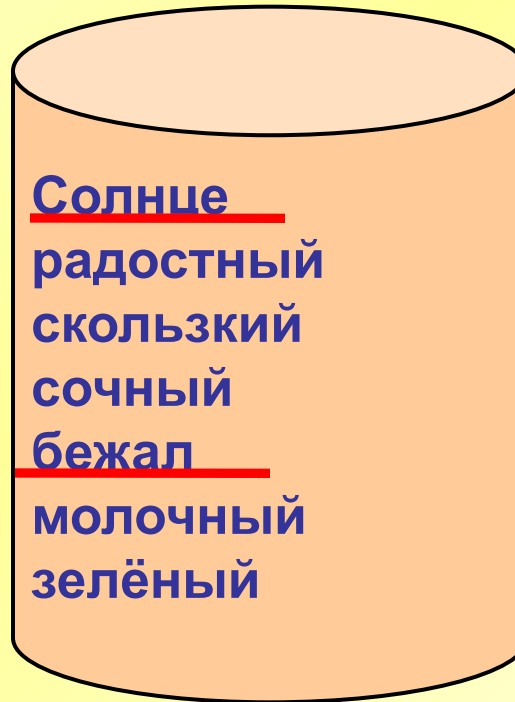 Солнце
радостный
скользкий
сочный
бежал
молочный
зелёный